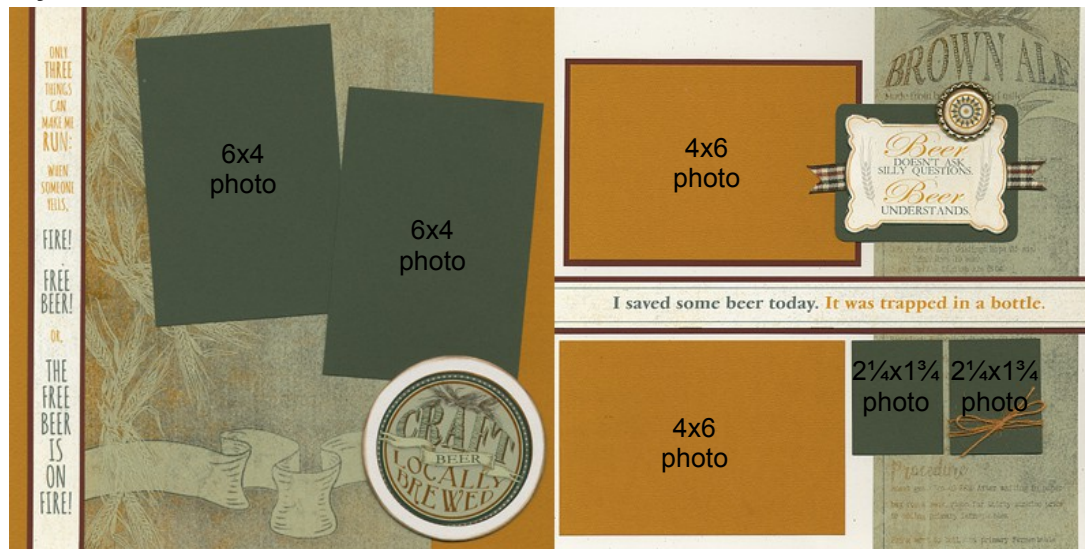 ONLY
THREE
THINGS
CAN
MAKE ME
RUN:
WHEN
SOMEONE
YELLS,
FIRE!
FREE
BEER!
OR,
THE
FREE
BEER
IS
ON
FIRE!
6x4
photo
6x4
photo
CRAFT
BEER
LOCALLY
BREWED
4x6
photo
BROWN ALE
Beer
DOESN'T ASK
SILLY QUESTIONS.
Beer
UNDERSTANDS.
I saved some beer today. It was trapped in a bottle.
4x6
photo
2¼x1¾
photo
2¼x1¾
photo
Procedure